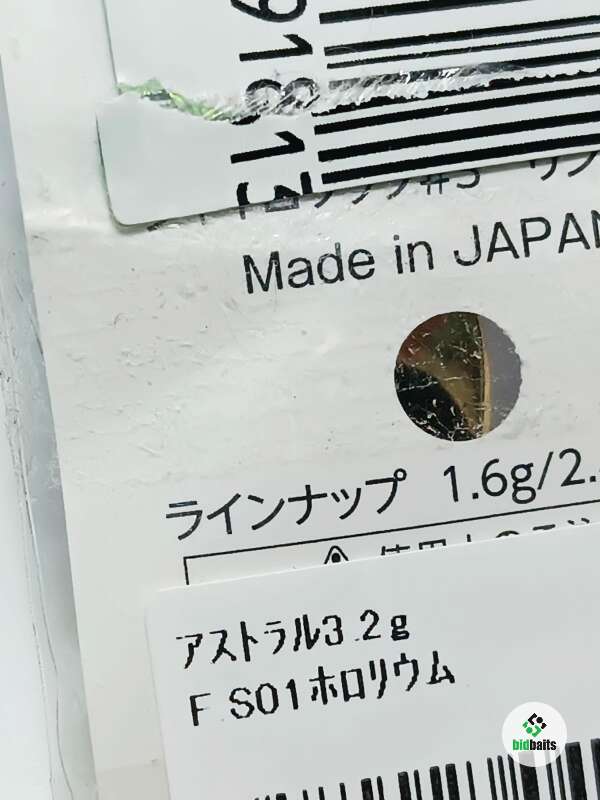 91813
Made in JAPAN
ラインナップ 1.6g/2.
アストラル3.2g
F S01ホロリウム
bidbaits